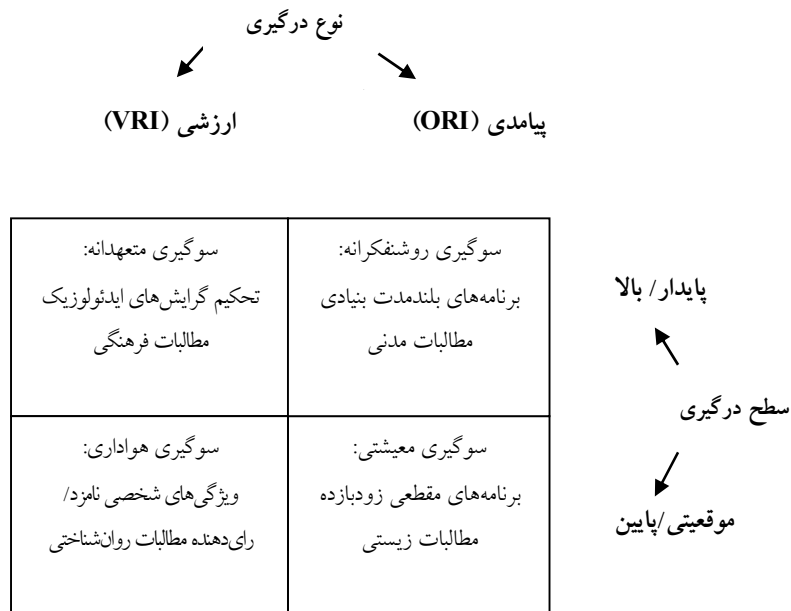 نوع درگیری
پیامدی (ORI)
ارزشی (VRI)
پایدار/ بالا
سوگیری روشنفکرانه:
برنامه‌های بلندمدت بنیادی
مطالبات مدنی
سوگیری متعهدانه:
تحکیم گرایش‌های ایدئولوزیک
مطالبات فرهنگی
سطح درگیری
موقعیتی/پایین
سوگیری معیشتی:
برنامه‌های مقطعی زودبازده
مطالبات زیستی
سوگیری هواداری:
ویژگی‌های شخصی نامزد/
رای‌دهنده مطالبات روان‌شناختی